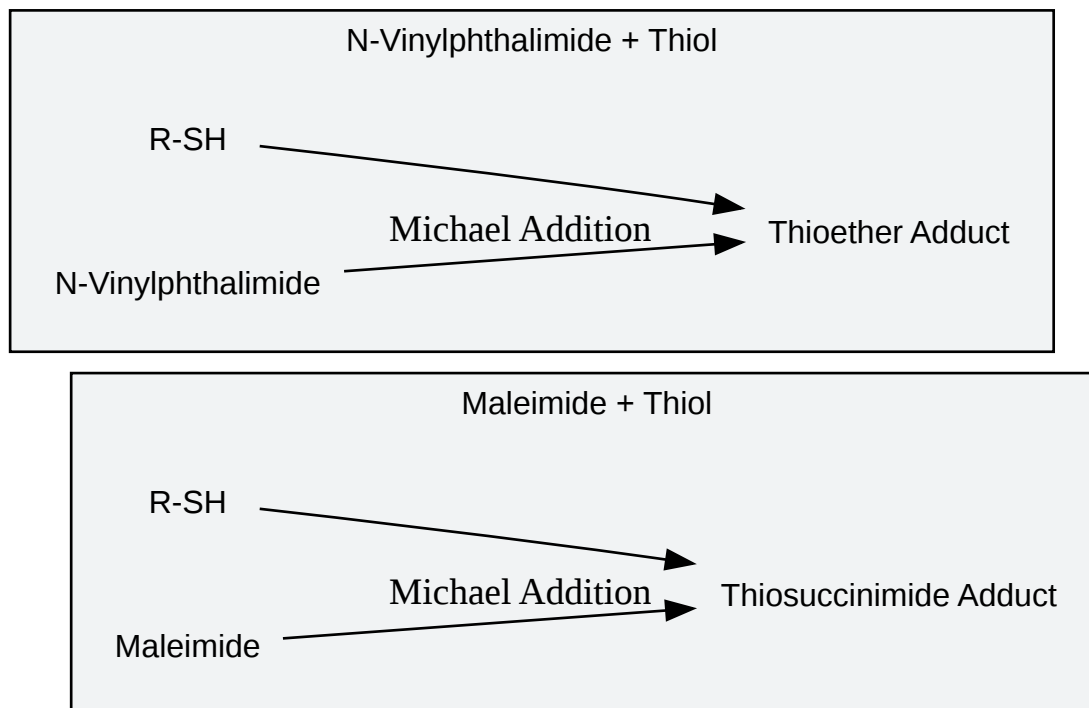 N-Vinylphthalimide + Thiol
R-SH
Michael Addition
Thioether Adduct
N-Vinylphthalimide
Maleimide + Thiol
R-SH
Michael Addition
Thiosuccinimide Adduct
Maleimide